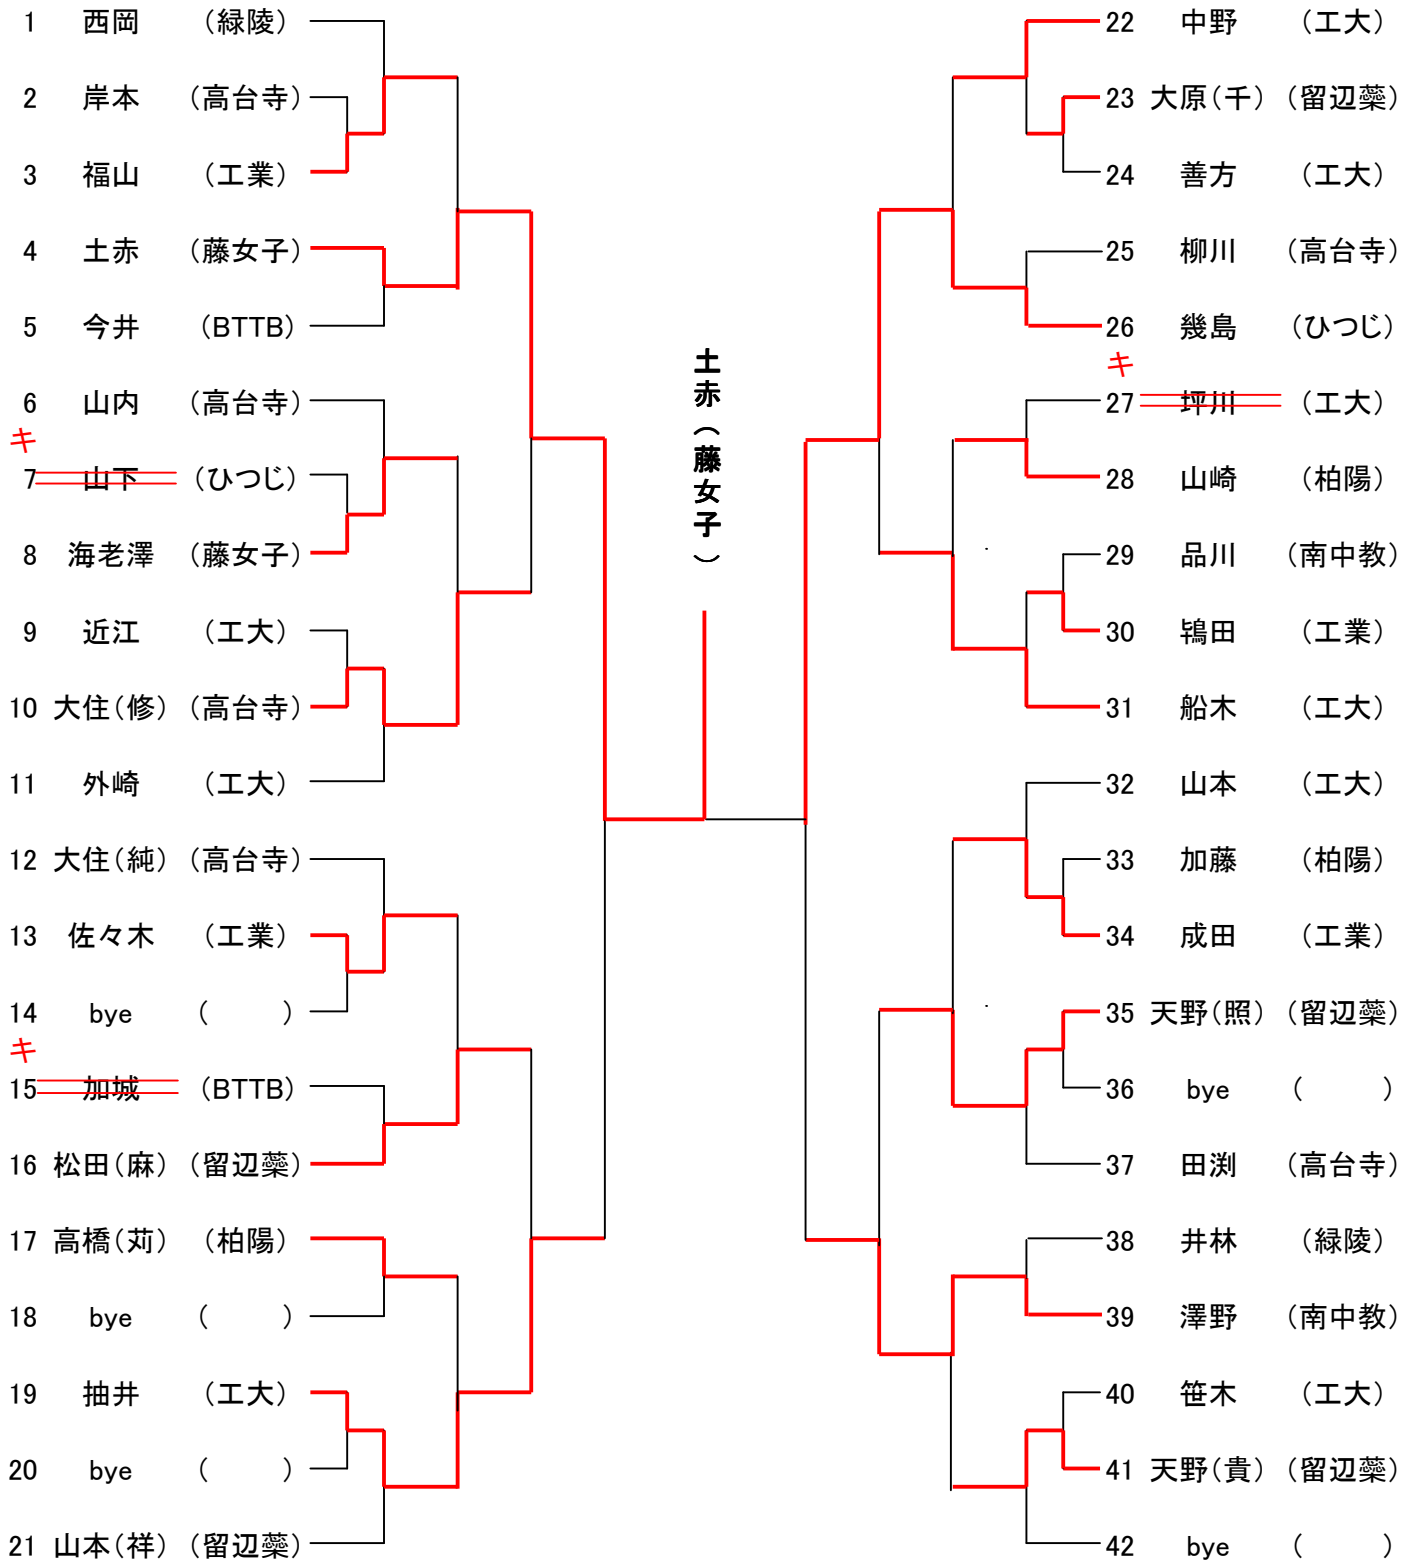 1 西岡 （緑陵）
2 岸本 （高台寺）
3 福山 （工業）
4 土赤 （藤女子）
5 今井 （BTTB）
6 山内 （高台寺）
キ
7 山下 （ひつじ）
8 海老澤 （藤女子）
9 近江 （工大）
10 大住（修） （高台寺）
11 外崎 （工大）
12 大住（純） （高台寺）
13 佐々木 （工業）
14 bye （　　）
キ
15 加城 （BTTB）
16 松田（麻） （留辺蘂）
17 高橋（苅） （柏陽）
18 bye （　　）
19 抽井 （工大）
20 bye （　　）
21 山本（祥） （留辺蘂）
土赤（藤女子）
22 中野 （工大）
23 大原（千） （留辺蘂）
24 善方 （工大）
25 柳川 （高台寺）
26 幾島 （ひつじ）
キ
27 坪川 （工大）
28 山崎 （柏陽）
29 品川 （南中教）
30 鴇田 （工業）
31 船木 （工大）
32 山本 （工大）
33 加藤 （柏陽）
34 成田 （工業）
35 天野（照） （留辺蘂）
36 bye （　　）
37 田渕 （高台寺）
38 井林 （緑陵）
39 澤野 （南中教）
40 笹木 （工大）
41 天野（貴） （留辺蘂）
42 bye （　　）